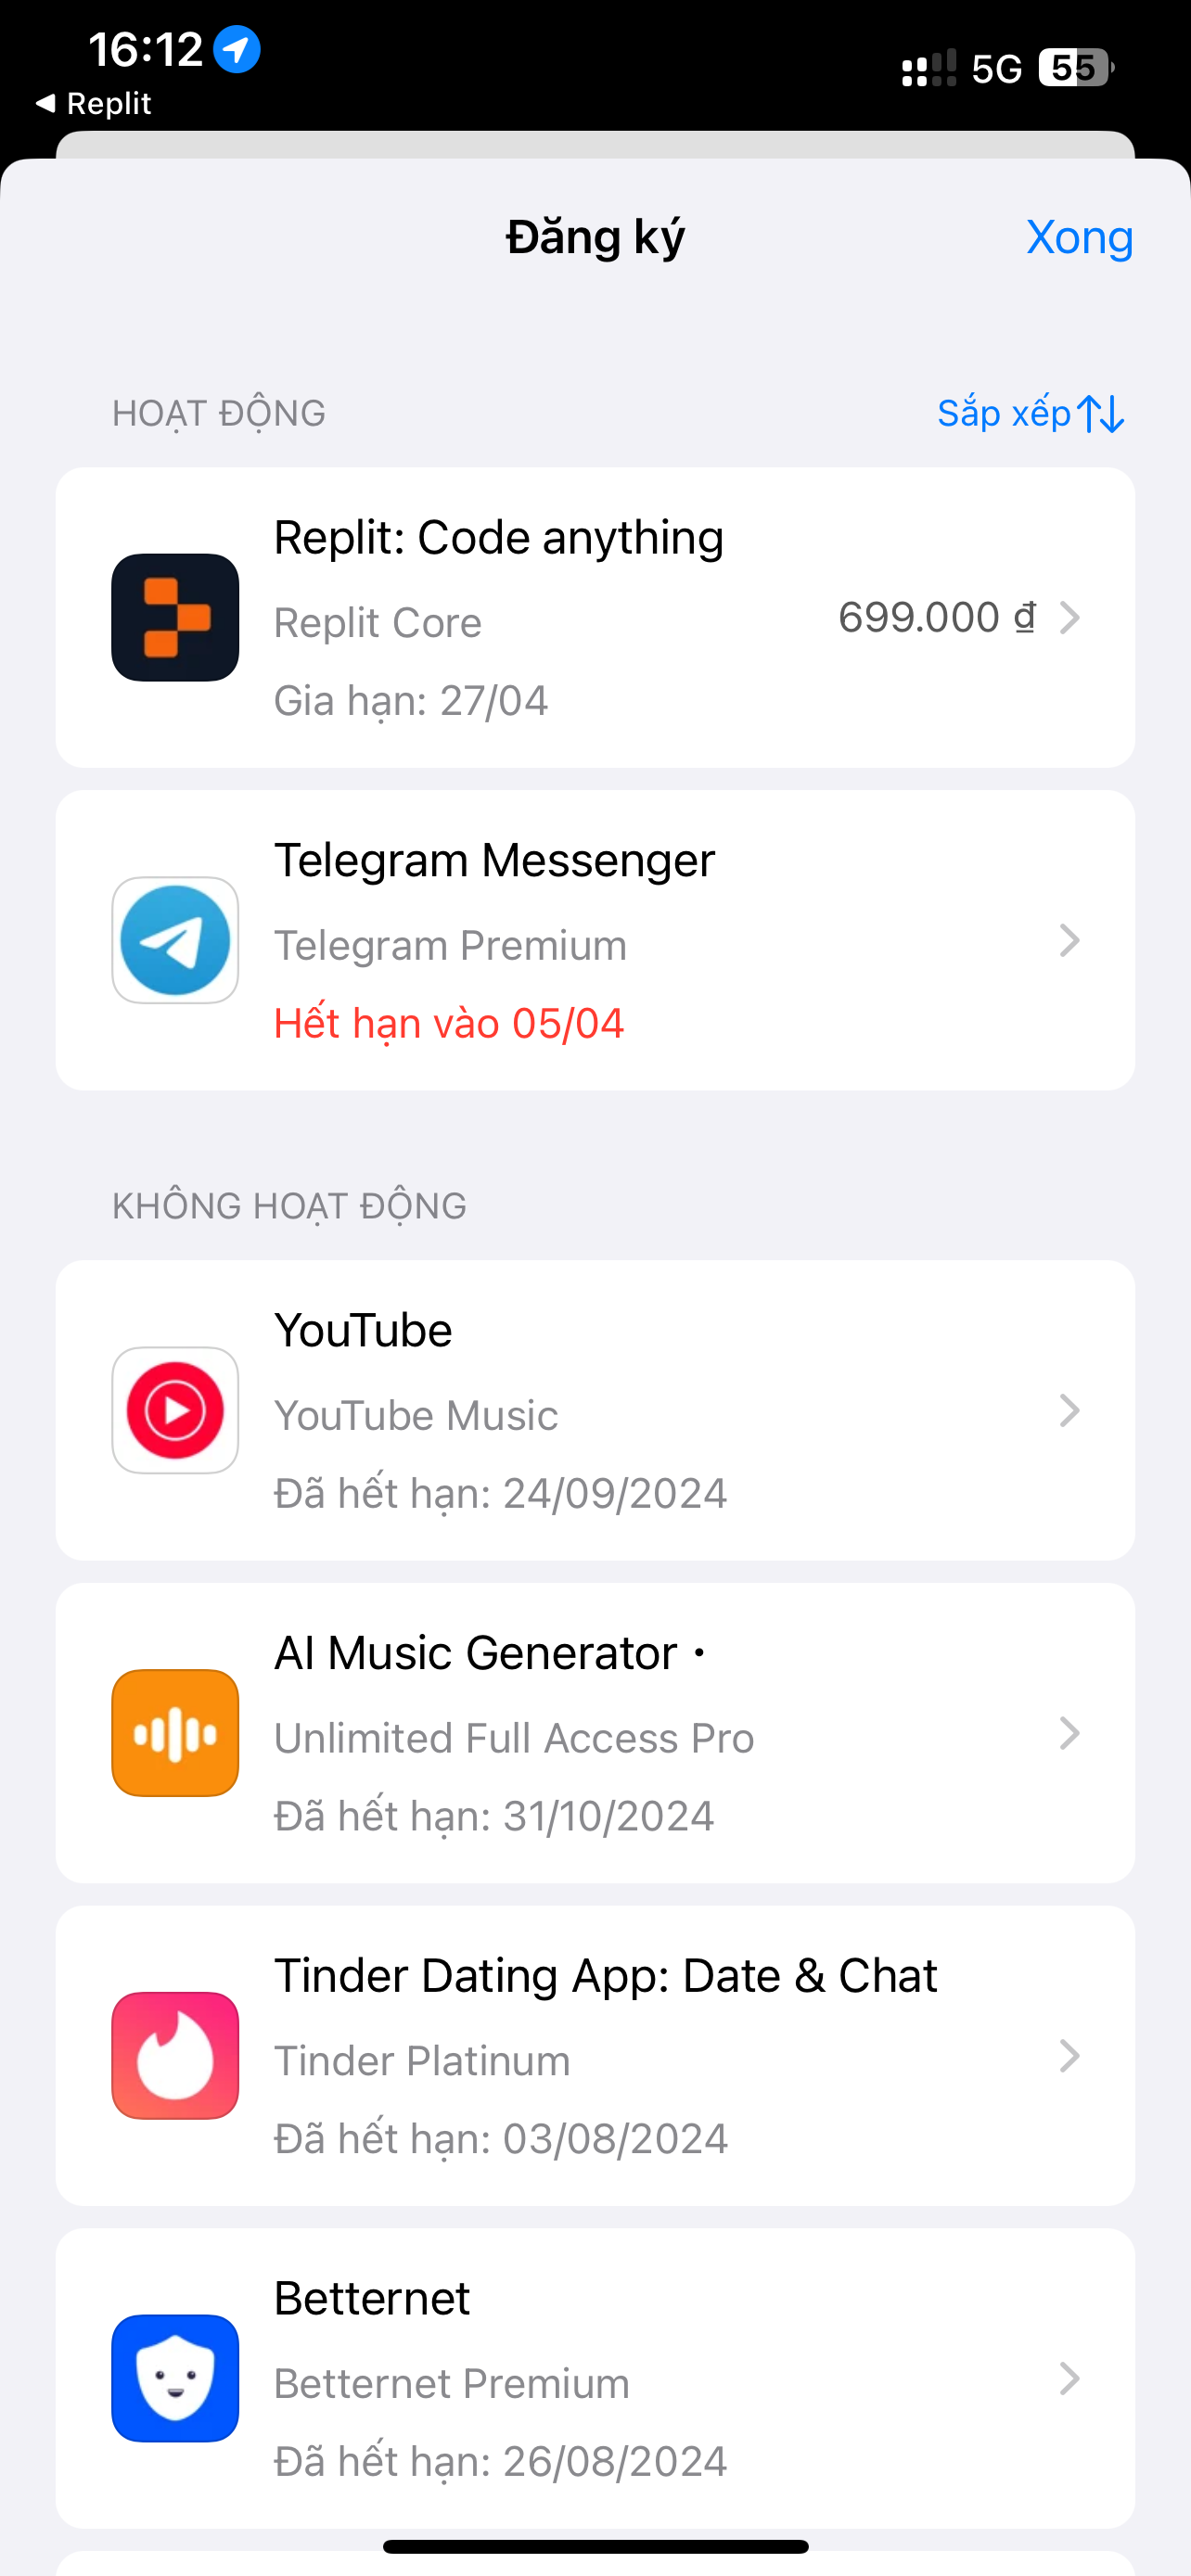 16:12
5G 55
Replit
Đăng ký
Xong
HOẠT ĐỘNG
Sắp xếp
Replit: Code anything
Replit Core
699.000 ₫
Gia hạn: 27/04
Telegram Messenger
Telegram Premium
Hết hạn vào 05/04
KHÔNG HOẠT ĐỘNG
YouTube
YouTube Music
Đã hết hạn: 24/09/2024
AI Music Generator •
Unlimited Full Access Pro
Đã hết hạn: 31/10/2024
Tinder Dating App: Date & Chat
Tinder Platinum
Đã hết hạn: 03/08/2024
Betternet
Betternet Premium
Đã hết hạn: 26/08/2024